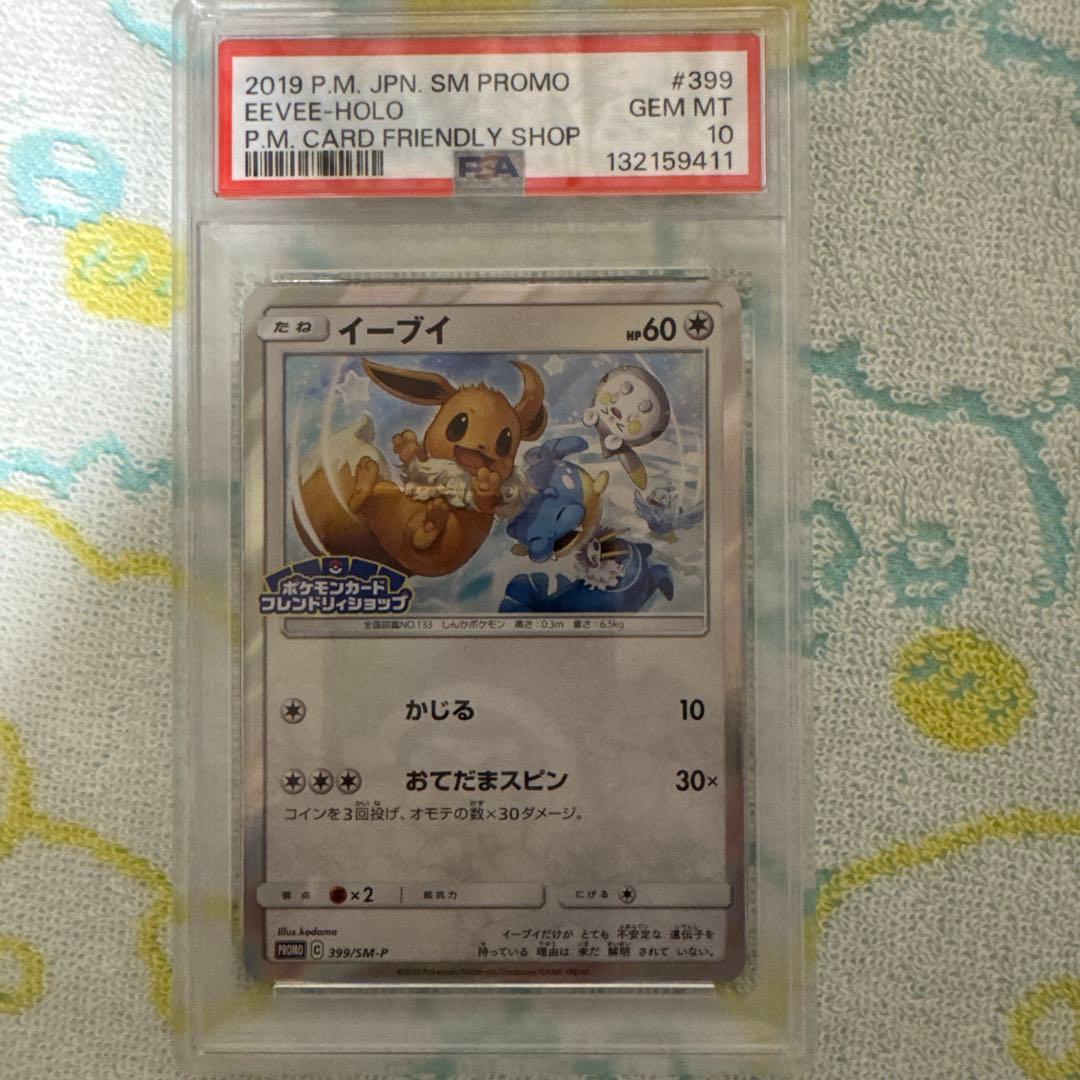 2019 P.M. JPN. SM PROMO #399
EEVEE-HOLO GEM MT
P.M. CARD FRIENDLY SHOP 10
PSA 132159411
たね イーブイ HP60
ポケモンカード
フレンドリィショップ
全国図鑑NO.133 しんかポケモン 高さ:0.3m 重さ:6.5kg
かじる 10
おてだまスピン 30×
コインを3回投げ、オモテの数×30ダメージ。
弱点 ×2 抵抗力 にげる
Illus.kodama
イーブイだけが とても 不安定な 遺伝子を
PROMO C 399/SM-P
持っている 理由は 未だ 解明 されて いない。